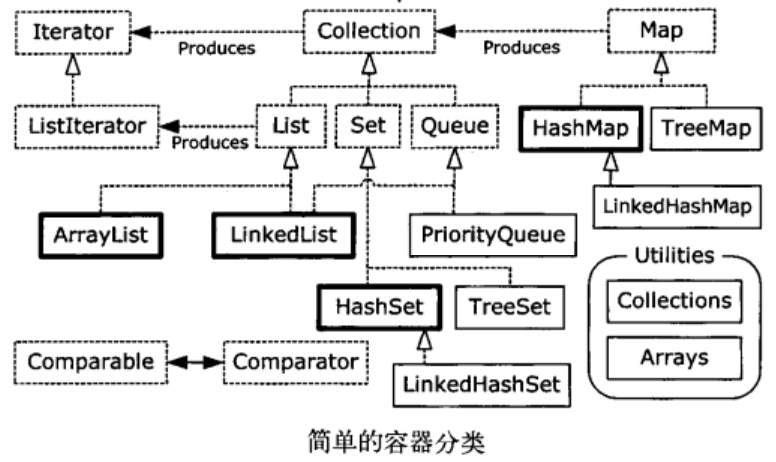 Iterator
Produces
Collection
Produces
Map
ListIterator
Produces
List
Set
Queue
HashMap
TreeMap
ArrayList
LinkedList
PriorityQueue
LinkedHashMap
Utilities
HashSet
TreeSet
Collections
Comparable
Comparator
LinkedHashSet
Arrays
简单的容器分类